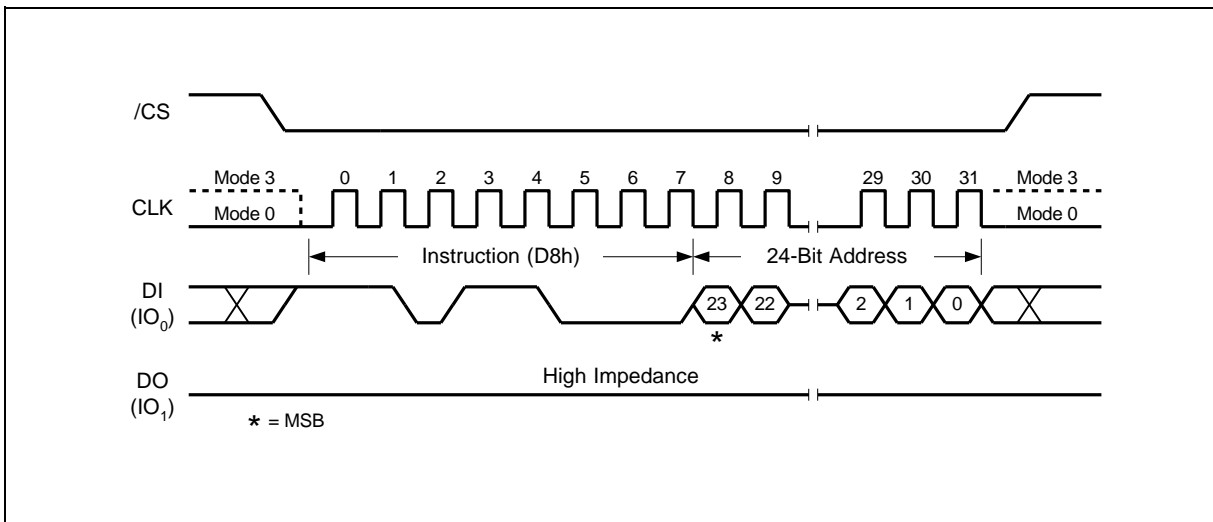 /CS
Mode 3 0 1 2 3 4 5 6 7 8 9 29 30 31 Mode 3
CLK
Mode 0 Mode 0
Instruction (D8h) 24-Bit Address
DI
(IO0)
23 22 2 1 0
*
High Impedance
DO
(IO1)
* = MSB